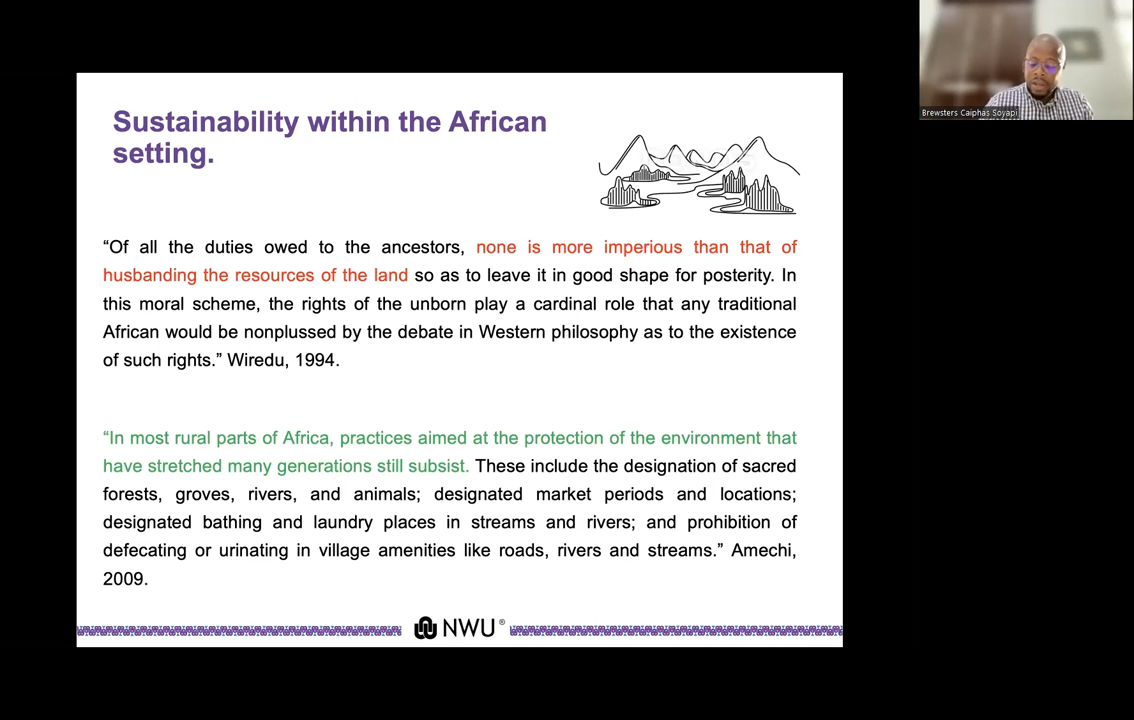 Brewsters Caiphas Soyapi
Sustainability within the African
setting.
“Of all the duties owed to the ancestors, none is more imperious than that of
husbanding the resources of the land so as to leave it in good shape for posterity. In
this moral scheme, the rights of the unborn play a cardinal role that any traditional
African would be nonplussed by the debate in Western philosophy as to the existence
of such rights.” Wiredu, 1994.
“In most rural parts of Africa, practices aimed at the protection of the environment that
have stretched many generations still subsist. These include the designation of sacred
forests, groves, rivers, and animals; designated market periods and locations;
designated bathing and laundry places in streams and rivers; and prohibition of
defecating or urinating in village amenities like roads, rivers and streams.” Amechi,
2009.
NWU®